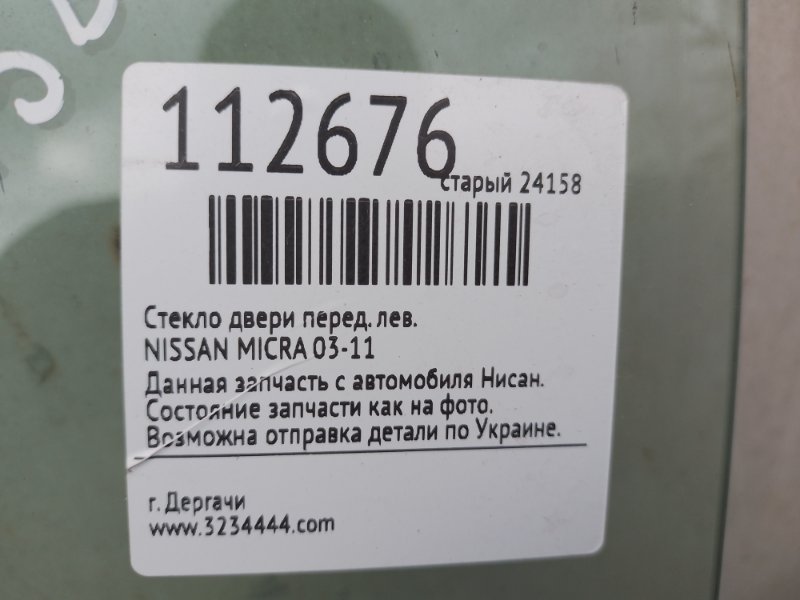 112676
старый 24158
Стекло двери перед. лев.
NISSAN MICRA 03-11
Данная запчасть с автомобиля Нисан.
Состояние запчасти как на фото.
Возможна отправка детали по Украине.
г. Дергачи
www.3234444.com